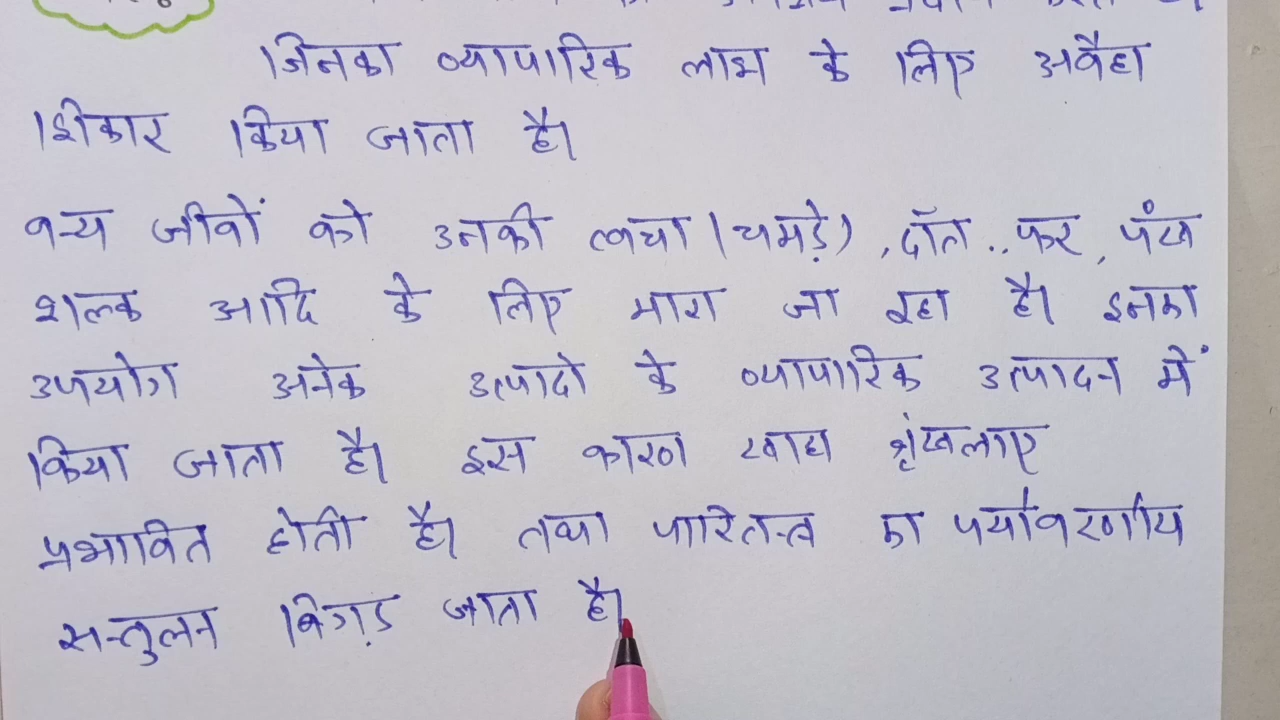 जिनका व्यापारिक लाभ के लिए अवैध
शिकार किया जाता है।
वन्य जीवों को उनकी त्वचा (चमड़े), दाँत.. फर, पंख
शल्क आदि के लिए मारा जा रहा है। इनका
उपयोग अनेक उत्पादो के व्यापारिक उत्पादन में
किया जाता है। इस कारण खाद्य शृंखलाए
प्रभावित होती है। तथा पारितन्त्र का पर्यावरणीय
सन्तुलन बिगड़ जाता है।